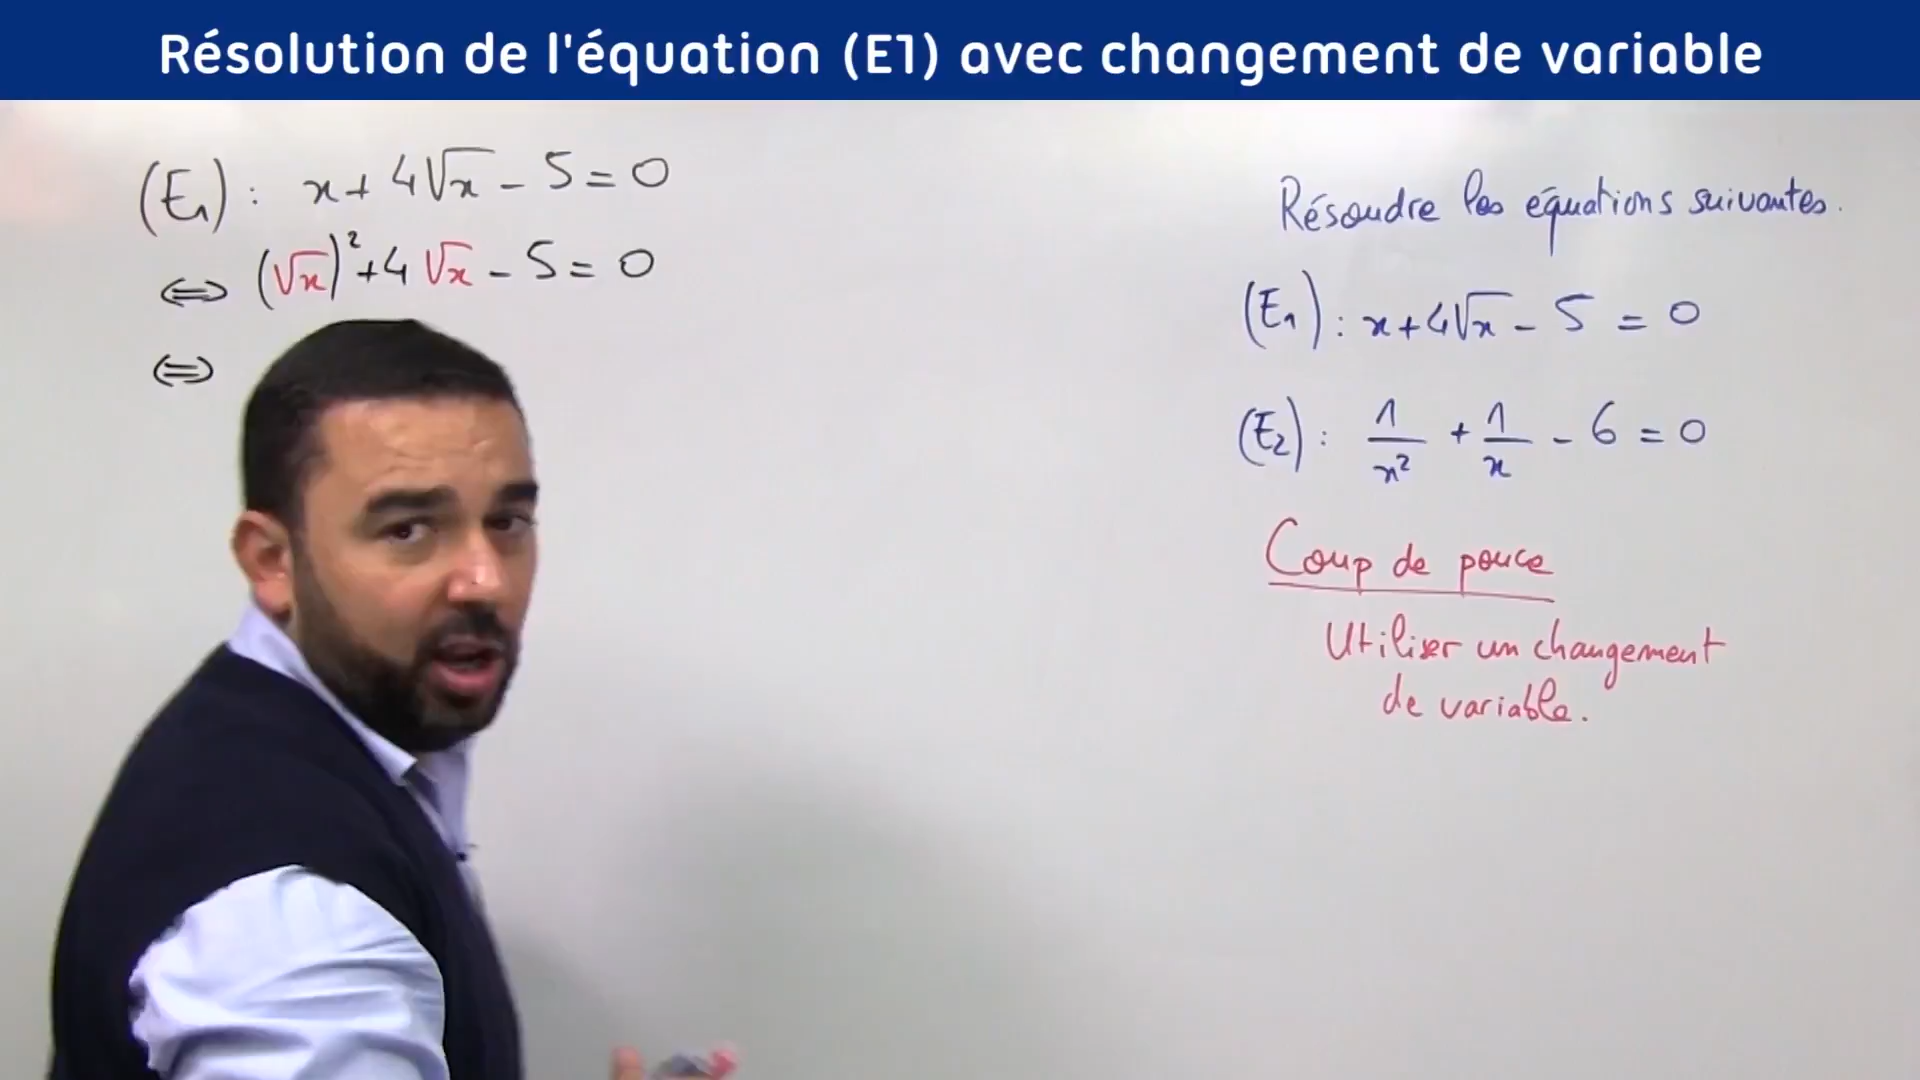 Résolution de l'équation (E1) avec changement de variable
(E₁) : x + 4√x - 5 = 0
⇔ (√x)² + 4√x - 5 = 0
⇔
Résoudre les équations suivantes.
(E₁) : x + 4√x - 5 = 0
(E₂) : 1/x² + 1/x - 6 = 0
Coup de pouce
Utiliser un changement
de variable.